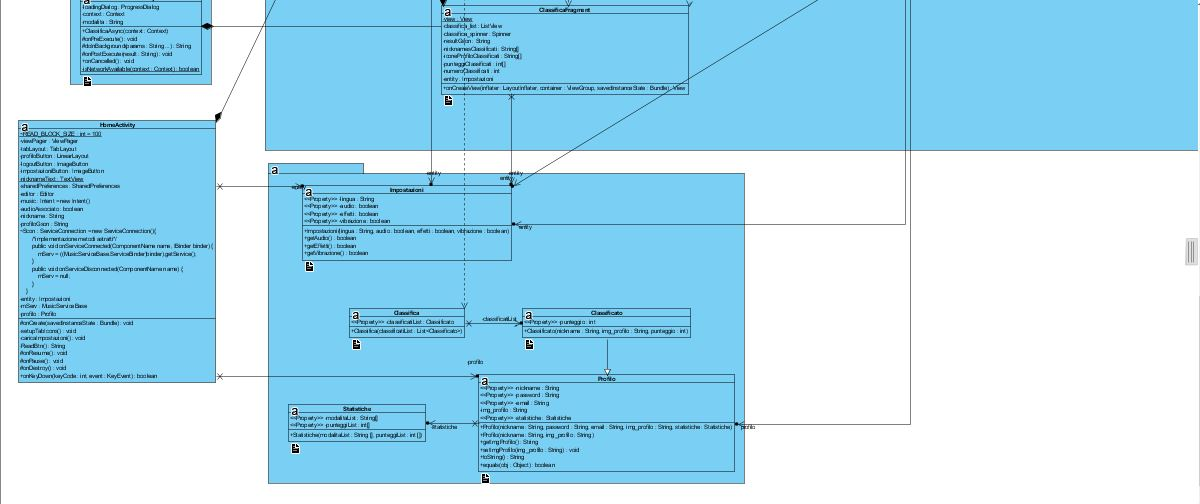 -loadingDialog : ProgressDialog
-context : Context
-modalita : String
+ClassificaAsync(context : Context)
#onPreExecute() : void
#doInBackground(params : String...) : String
#onPostExecute(result : String) : void
+onCancelled() : void
-isNetworkAvailable(context : Context) : boolean
ClassificaFragment
-view : View
-classifica_list : ListView
-classifica_spinner : Spinner
-resultGson : String
-nicknamesClassificati : String[]
-iconeProfiloClassificati : String[]
-punteggiClassificati : int[]
-numeroClassificati : int
-entity : Impostazioni
+onCreateView(inflater : LayoutInflater, container : ViewGroup, savedInstanceState : Bundle) : View
HomeActivity
-READ_BLOCK_SIZE : int = 100
-viewPager : ViewPager
-tabLayout : TabLayout
-profiloButton : LinearLayout
-logoutButton : ImageButton
-impostazioniButton : ImageButton
-nicknameText : TextView
-sharedPreferences : SharedPreferences
-editor : Editor
-music : Intent = new Intent()
-audioAssociato : boolean
-nickname : String
-profiloGson : String
-Scon : ServiceConnection = new ServiceConnection(){
/*implementazione metodi astratti*/
public void onServiceConnected(ComponentName name, IBinder binder) {
mServ = ((MusicServiceBase.ServiceBinder)binder).getService();
}
public void onServiceDisconnected(ComponentName name) {
mServ = null;
}
}
-entity : Impostazioni
-mServ : MusicServiceBase
-profilo : Profilo
#onCreate(savedInstanceState : Bundle) : void
-setupTabIcons() : void
-caricaImpostazioni() : void
-ReadBtn() : String
#onResume() : void
#onPause() : void
#onDestroy() : void
+onKeyDown(keyCode : int, event : KeyEvent) : boolean
-entity
-entity
-entity
Impostazioni
<<Property>> -lingua : String
<<Property>> -audio : boolean
<<Property>> -effetti : boolean
<<Property>> -vibrazione : boolean
+Impostazioni(lingua : String, audio : boolean, effetti : boolean, vibrazione : boolean)
+getAudio() : boolean
+getEffetti() : boolean
+getVibrazione() : boolean
-entity
Classifica
<<Property>> -classificatiList : Classificato
+Classifica(classificatiList : List<Classificato>)
-classificatiList
Classificato
<<Property>> -punteggio : int
+Classificato(nickname : String, img_profilo : String, punteggio : int)
-profilo
Profilo
<<Property>> -nickname : String
<<Property>> -password : String
<<Property>> -email : String
-img_profilo : String
<<Property>> -statistiche : Statistiche
+Profilo(nickname : String, password : String, email : String, img_profilo : String, statistiche : Statistiche)
+Profilo(nickname : String, img_profilo : String)
+getImgProfilo() : String
+setImgProfilo(img_profilo : String) : void
+toString() : String
+equals(obj : Object) : boolean
-profilo
Statistiche
<<Property>> -modalitaList : String[]
<<Property>> -punteggiList : int[]
+Statistiche(modalitaList : String [], punteggiList : int [])
-statistiche